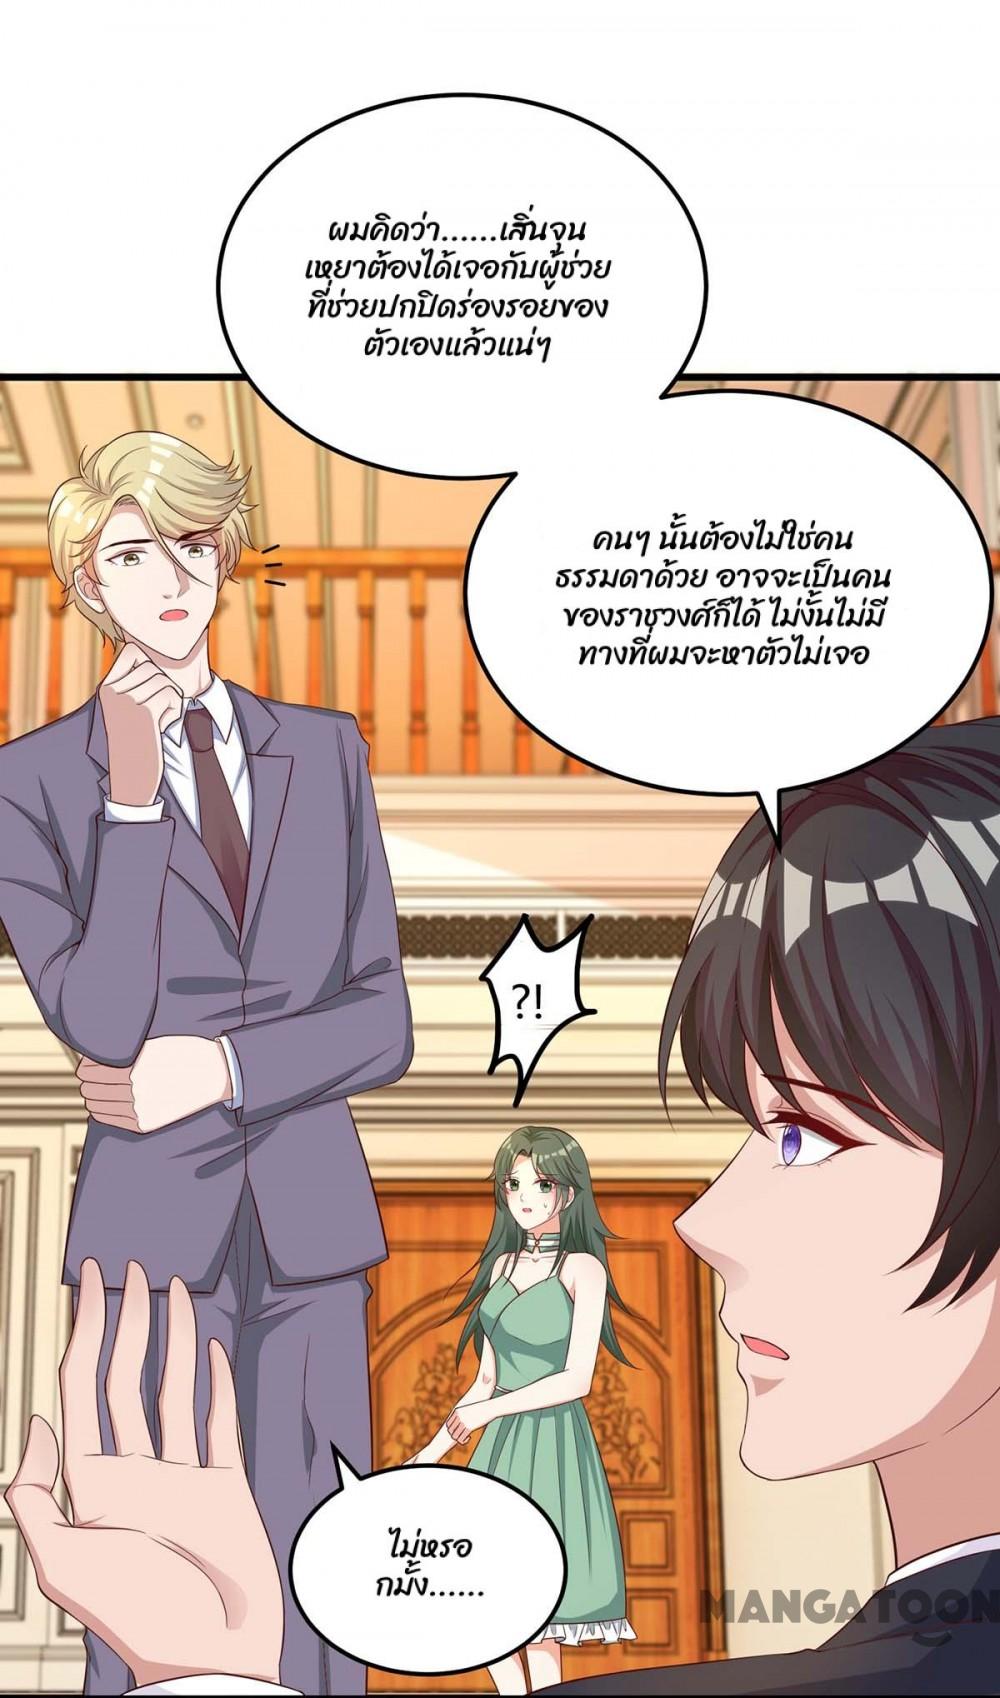 ผมคิดว่า......เสิ่นจุน
เหยาต้องได้เจอกับผู้ช่วย
ที่ช่วยปกปิดร่องรอยของ
ตัวเองแล้วแน่ๆ
คนๆ นั้นต้องไม่ใช่คน
ธรรมดาด้วย อาจจะเป็นคน
ของราชวงศ์ก็ได้ ไม่งั้นไม่มี
ทางที่ผมจะหาตัวไม่เจอ
?!
ไม่หรอ
กมั้ง......
MANGATOON